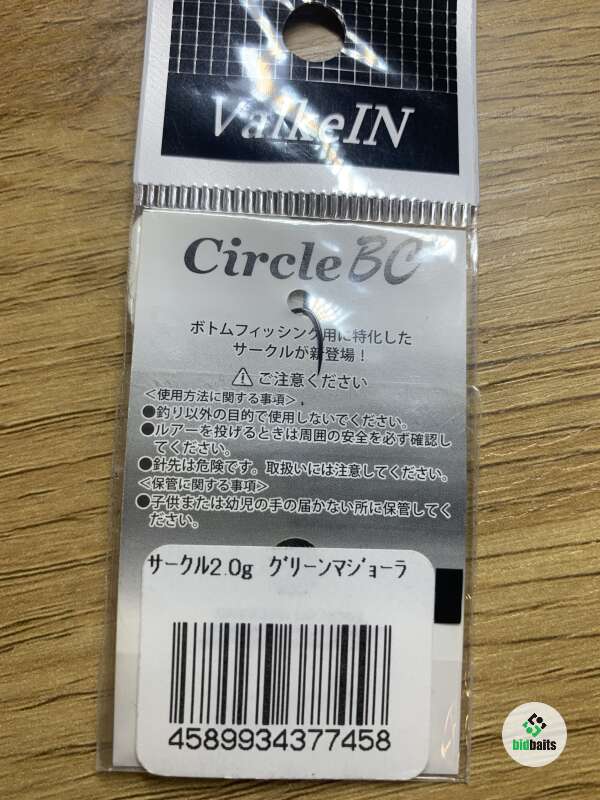 ValkeIN
Circle BC
ボトムフィッシング用に特化した
サークルが新登場！
ご注意ください
＜使用方法に関する事項＞
●釣り以外の目的で使用しないでください。
●ルアーを投げるときは周囲の安全を必ず確認し
てください。
●針先は危険です。取扱いには注意してください。
＜保管に関する事項＞
●子供または幼児の手の届かない所に保管してく
ださい。
サークル2.0g グリーンマジョーラ
4589934377458
bidbaits